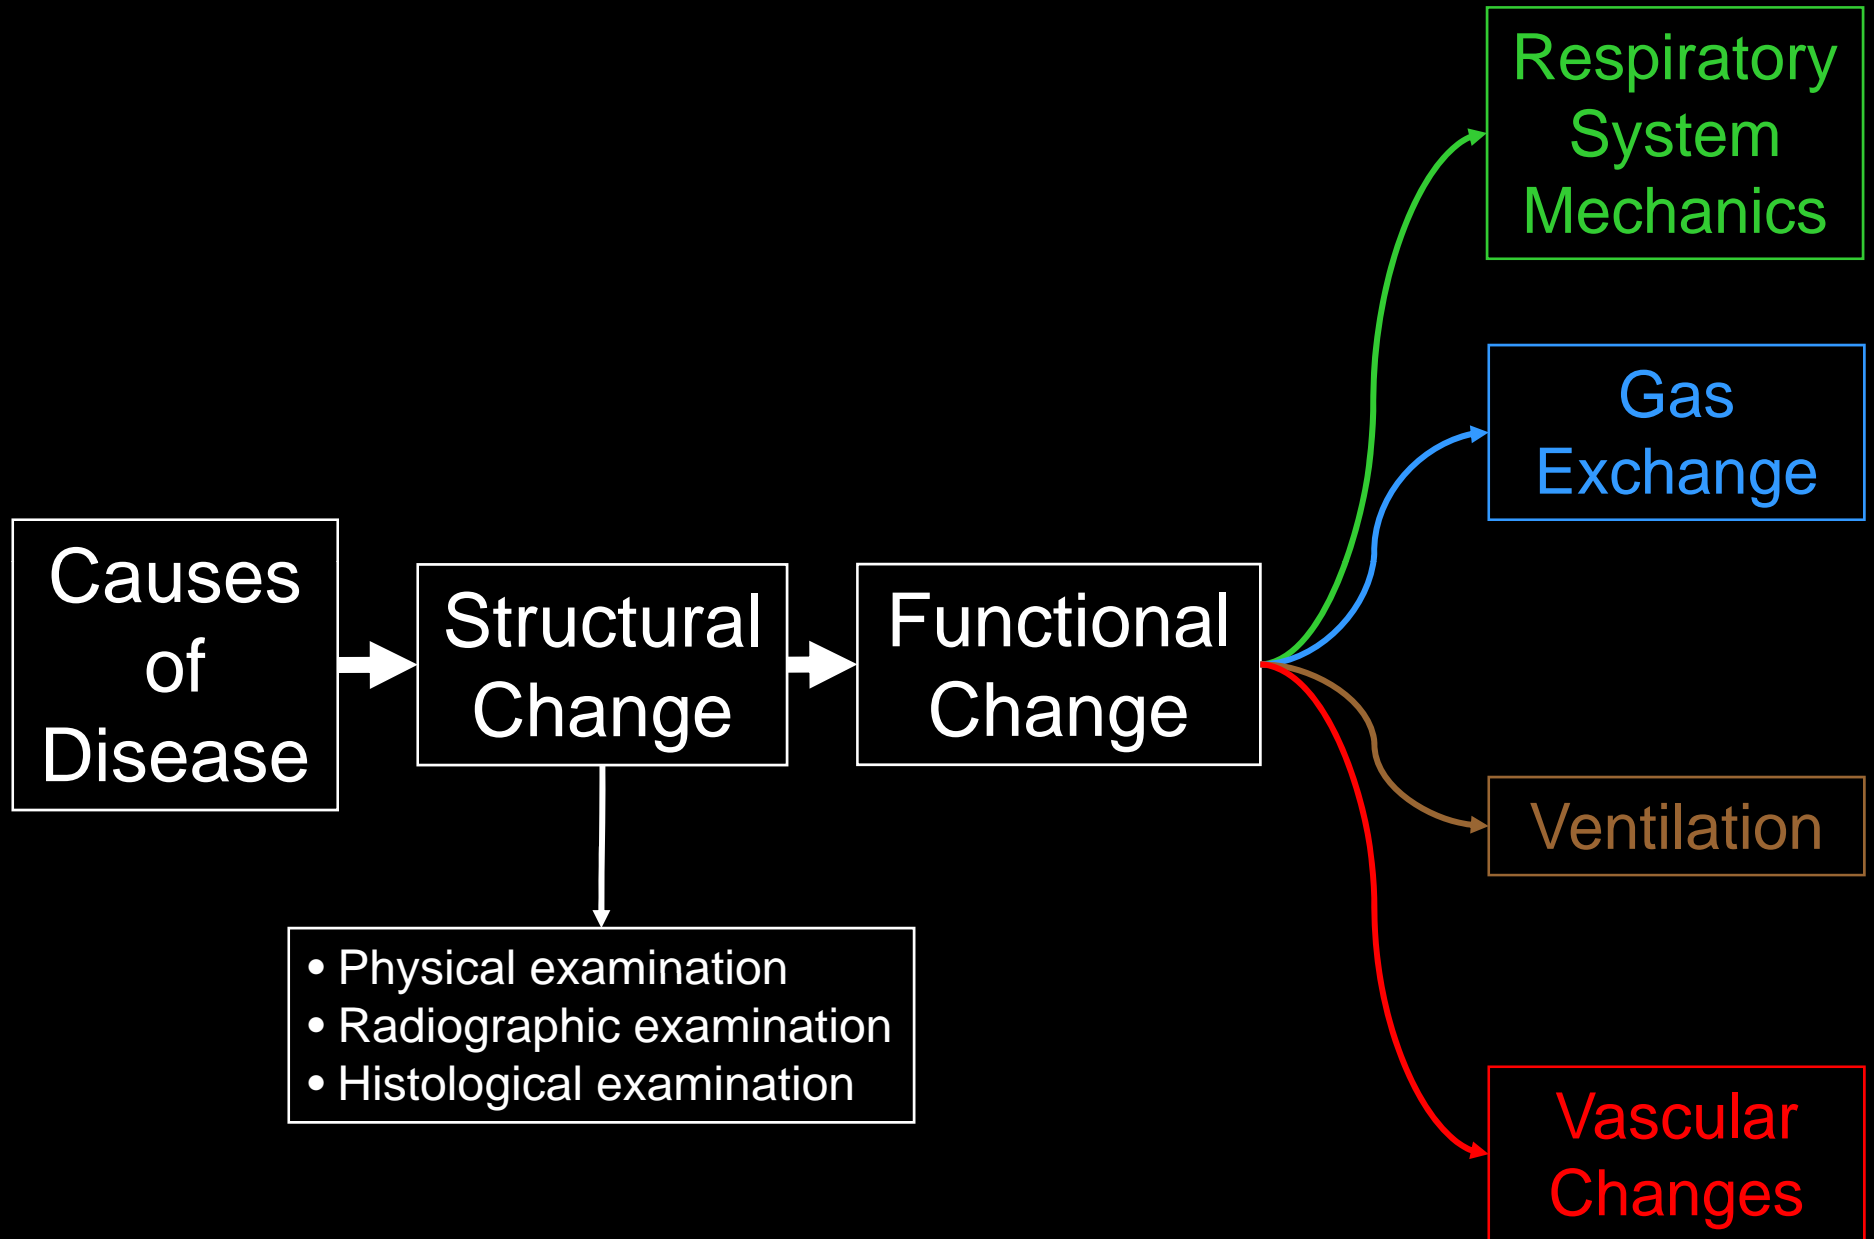 Causes
of
Disease
Structural
Change
Functional
Change
• Physical examination
• Radiographic examination
• Histological examination
Respiratory
System
Mechanics
Gas
Exchange
Ventilation
Vascular
Changes